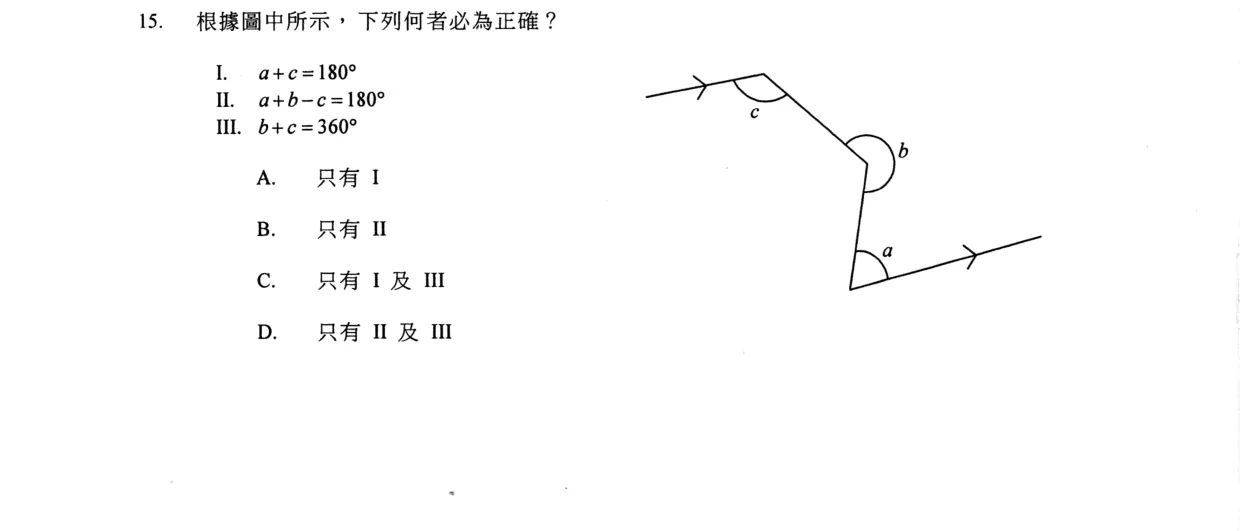 15. 根據圖中所示，下列何者必為正確？
I. a + c = 180°
II. a + b − c = 180°
III. b + c = 360°
A. 只有 I
B. 只有 II
C. 只有 I 及 III
D. 只有 II 及 III
c
b
a